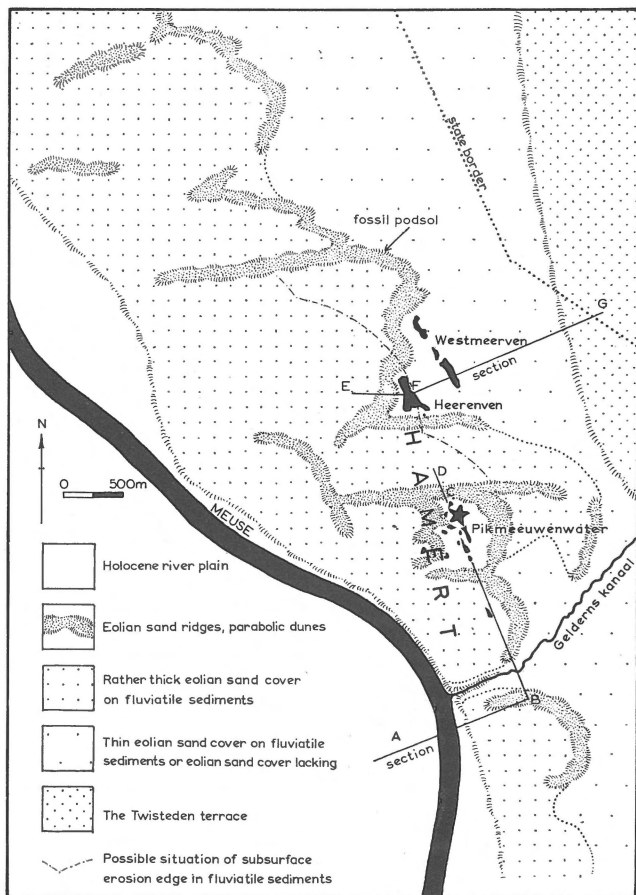 state border
fossil podsol
G
Westmeerven
section
E
F
Heerenven
N
HAMERT
D
C
0 500m
MEUSE
Pikmeeuwenwater
Gelderns kanaal
B
A
section
Holocene river plain
Eolian sand ridges, parabolic dunes
Rather thick eolian sand cover
on fluviatile sediments
Thin eolian sand cover on fluviatile
sediments or eolian sand cover lacking
The Twisteden terrace
Possible situation of subsurface
erosion edge in fluviatile sediments